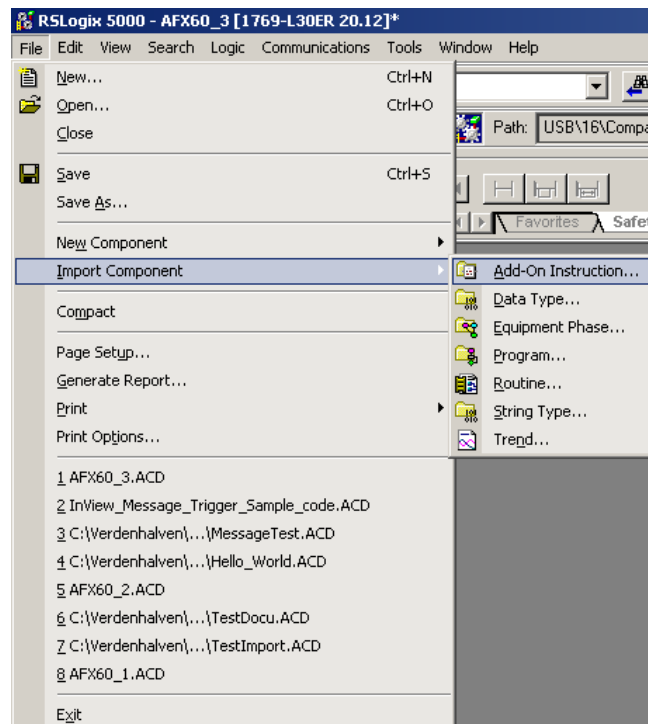 RSLogix 5000 - AFX60_3 [1769-L30ER 20.12]*
File Edit View Search Logic Communications Tools Window Help
New... Ctrl+N
Open... Ctrl+O
Close
Path: USB\16\Compa
Save Ctrl+S
Save As...
Favorites Safe
New Component
Import Component
Add-On Instruction...
Data Type...
Equipment Phase...
Program...
Routine...
String Type...
Trend...
Compact
Page Setup...
Generate Report...
Print
Print Options...
1 AFX60_3.ACD
2 InView_Message_Trigger_Sample_code.ACD
3 C:\Verdenhalven\...\MessageTest.ACD
4 C:\Verdenhalven\...\Hello_World.ACD
5 AFX60_2.ACD
6 C:\Verdenhalven\...\TestDocu.ACD
7 C:\Verdenhalven\...\TestImport.ACD
8 AFX60_1.ACD
Exit